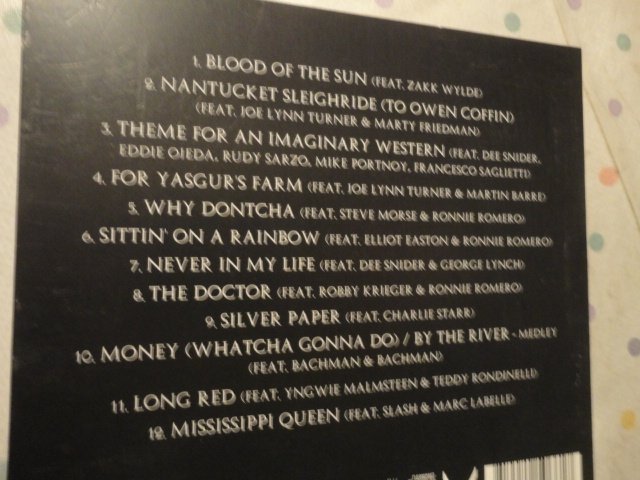 1. BLOOD OF THE SUN (FEAT. ZAKK WYLDE)
2. NANTUCKET SLEIGHRIDE (TO OWEN COFFIN)
(FEAT. JOE LYNN TURNER & MARTY FRIEDMAN)
3. THEME FOR AN IMAGINARY WESTERN (FEAT. DEE SNIDER,
EDDIE OJEDA, RUDY SARZO, MIKE PORTNOY, FRANCESCO SAGLIETTI)
4. FOR YASGUR'S FARM (FEAT. JOE LYNN TURNER & MARTIN BARRE)
5. WHY DONTCHA (FEAT. STEVE MORSE & RONNIE ROMERO)
6. SITTIN' ON A RAINBOW (FEAT. ELLIOT EASTON & RONNIE ROMERO)
7. NEVER IN MY LIFE (FEAT. DEE SNIDER & GEORGE LYNCH)
8. THE DOCTOR (FEAT. ROBBY KRIEGER & RONNIE ROMERO)
9. SILVER PAPER (FEAT. CHARLIE STARR)
10. MONEY (WHATCHA GONNA DO) / BY THE RIVER - MEDLEY
(FEAT. BACHMAN & BACHMAN)
11. LONG RED (FEAT. YNGWIE MALMSTEEN & TEDDY RONDINELLI)
12. MISSISSIPPI QUEEN (FEAT. SLASH & MARC LABELLE)